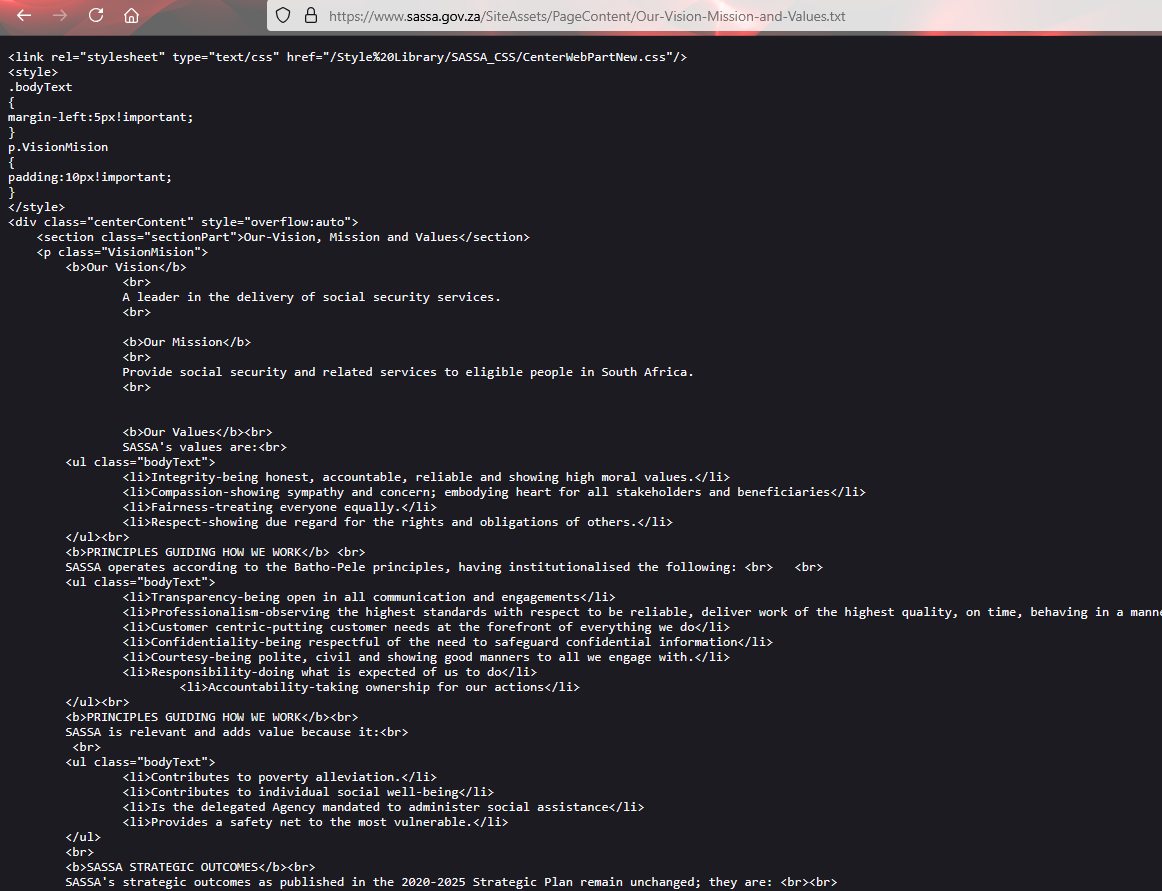 https://www.sassa.gov.za/SiteAssets/PageContent/Our-Vision-Mission-and-Values.txt
<link rel="stylesheet" type="text/css" href="/Style%20Library/SASSA_CSS/CenterWebPartNew.css"/>
<style>
.bodyText
{
margin-left:5px!important;
}
p.VisionMision
{
padding:10px!important;
}
</style>
<div class="centerContent" style="overflow:auto">
<section class="sectionPart">Our-Vision, Mission and Values</section>
<p class="VisionMision">
<b>Our Vision</b>
<br>
A leader in the delivery of social security services.
<br>
<b>Our Mission</b>
<br>
Provide social security and related services to eligible people in South Africa.
<br>
<b>Our Values</b><br>
SASSA's values are:<br>
<ul class="bodyText">
<li>Integrity-being honest, accountable, reliable and showing high moral values.</li>
<li>Compassion-showing sympathy and concern; embodying heart for all stakeholders and beneficiaries</li>
<li>Fairness-treating everyone equally.</li>
<li>Respect-showing due regard for the rights and obligations of others.</li>
</ul><br>
<b>PRINCIPLES GUIDING HOW WE WORK</b> <br>
SASSA operates according to the Batho-Pele principles, having institutionalised the following: <br> <br>
<ul class="bodyText">
<li>Transparency-being open in all communication and engagements</li>
<li>Professionalism-observing the highest standards with respect to be reliable, deliver work of the highest quality, on time, behaving in a
<li>Customer centric-putting customer needs at the forefront of everything we do</li>
<li>Confidentiality-being respectful of the need to safeguard confidential information</li>
<li>Courtesy-being polite, civil and showing good manners to all we engage with.</li>
<li>Responsibility-doing what is expected of us to do</li>
<li>Accountability-taking ownership for our actions</li>
</ul><br>
<b>PRINCIPLES GUIDING HOW WE WORK</b><br>
SASSA is relevant and adds value because it:<br>
<br>
<ul class="bodyText">
<li>Contributes to poverty alleviation.</li>
<li>Contributes to individual social well-being</li>
<li>Is the delegated Agency mandated to administer social assistance</li>
<li>Provides a safety net to the most vulnerable.</li>
</ul>
<br>
<b>SASSA STRATEGIC OUTCOMES</b><br>
SASSA's strategic outcomes as published in the 2020-2025 Strategic Plan remain unchanged; they are: <br><br>